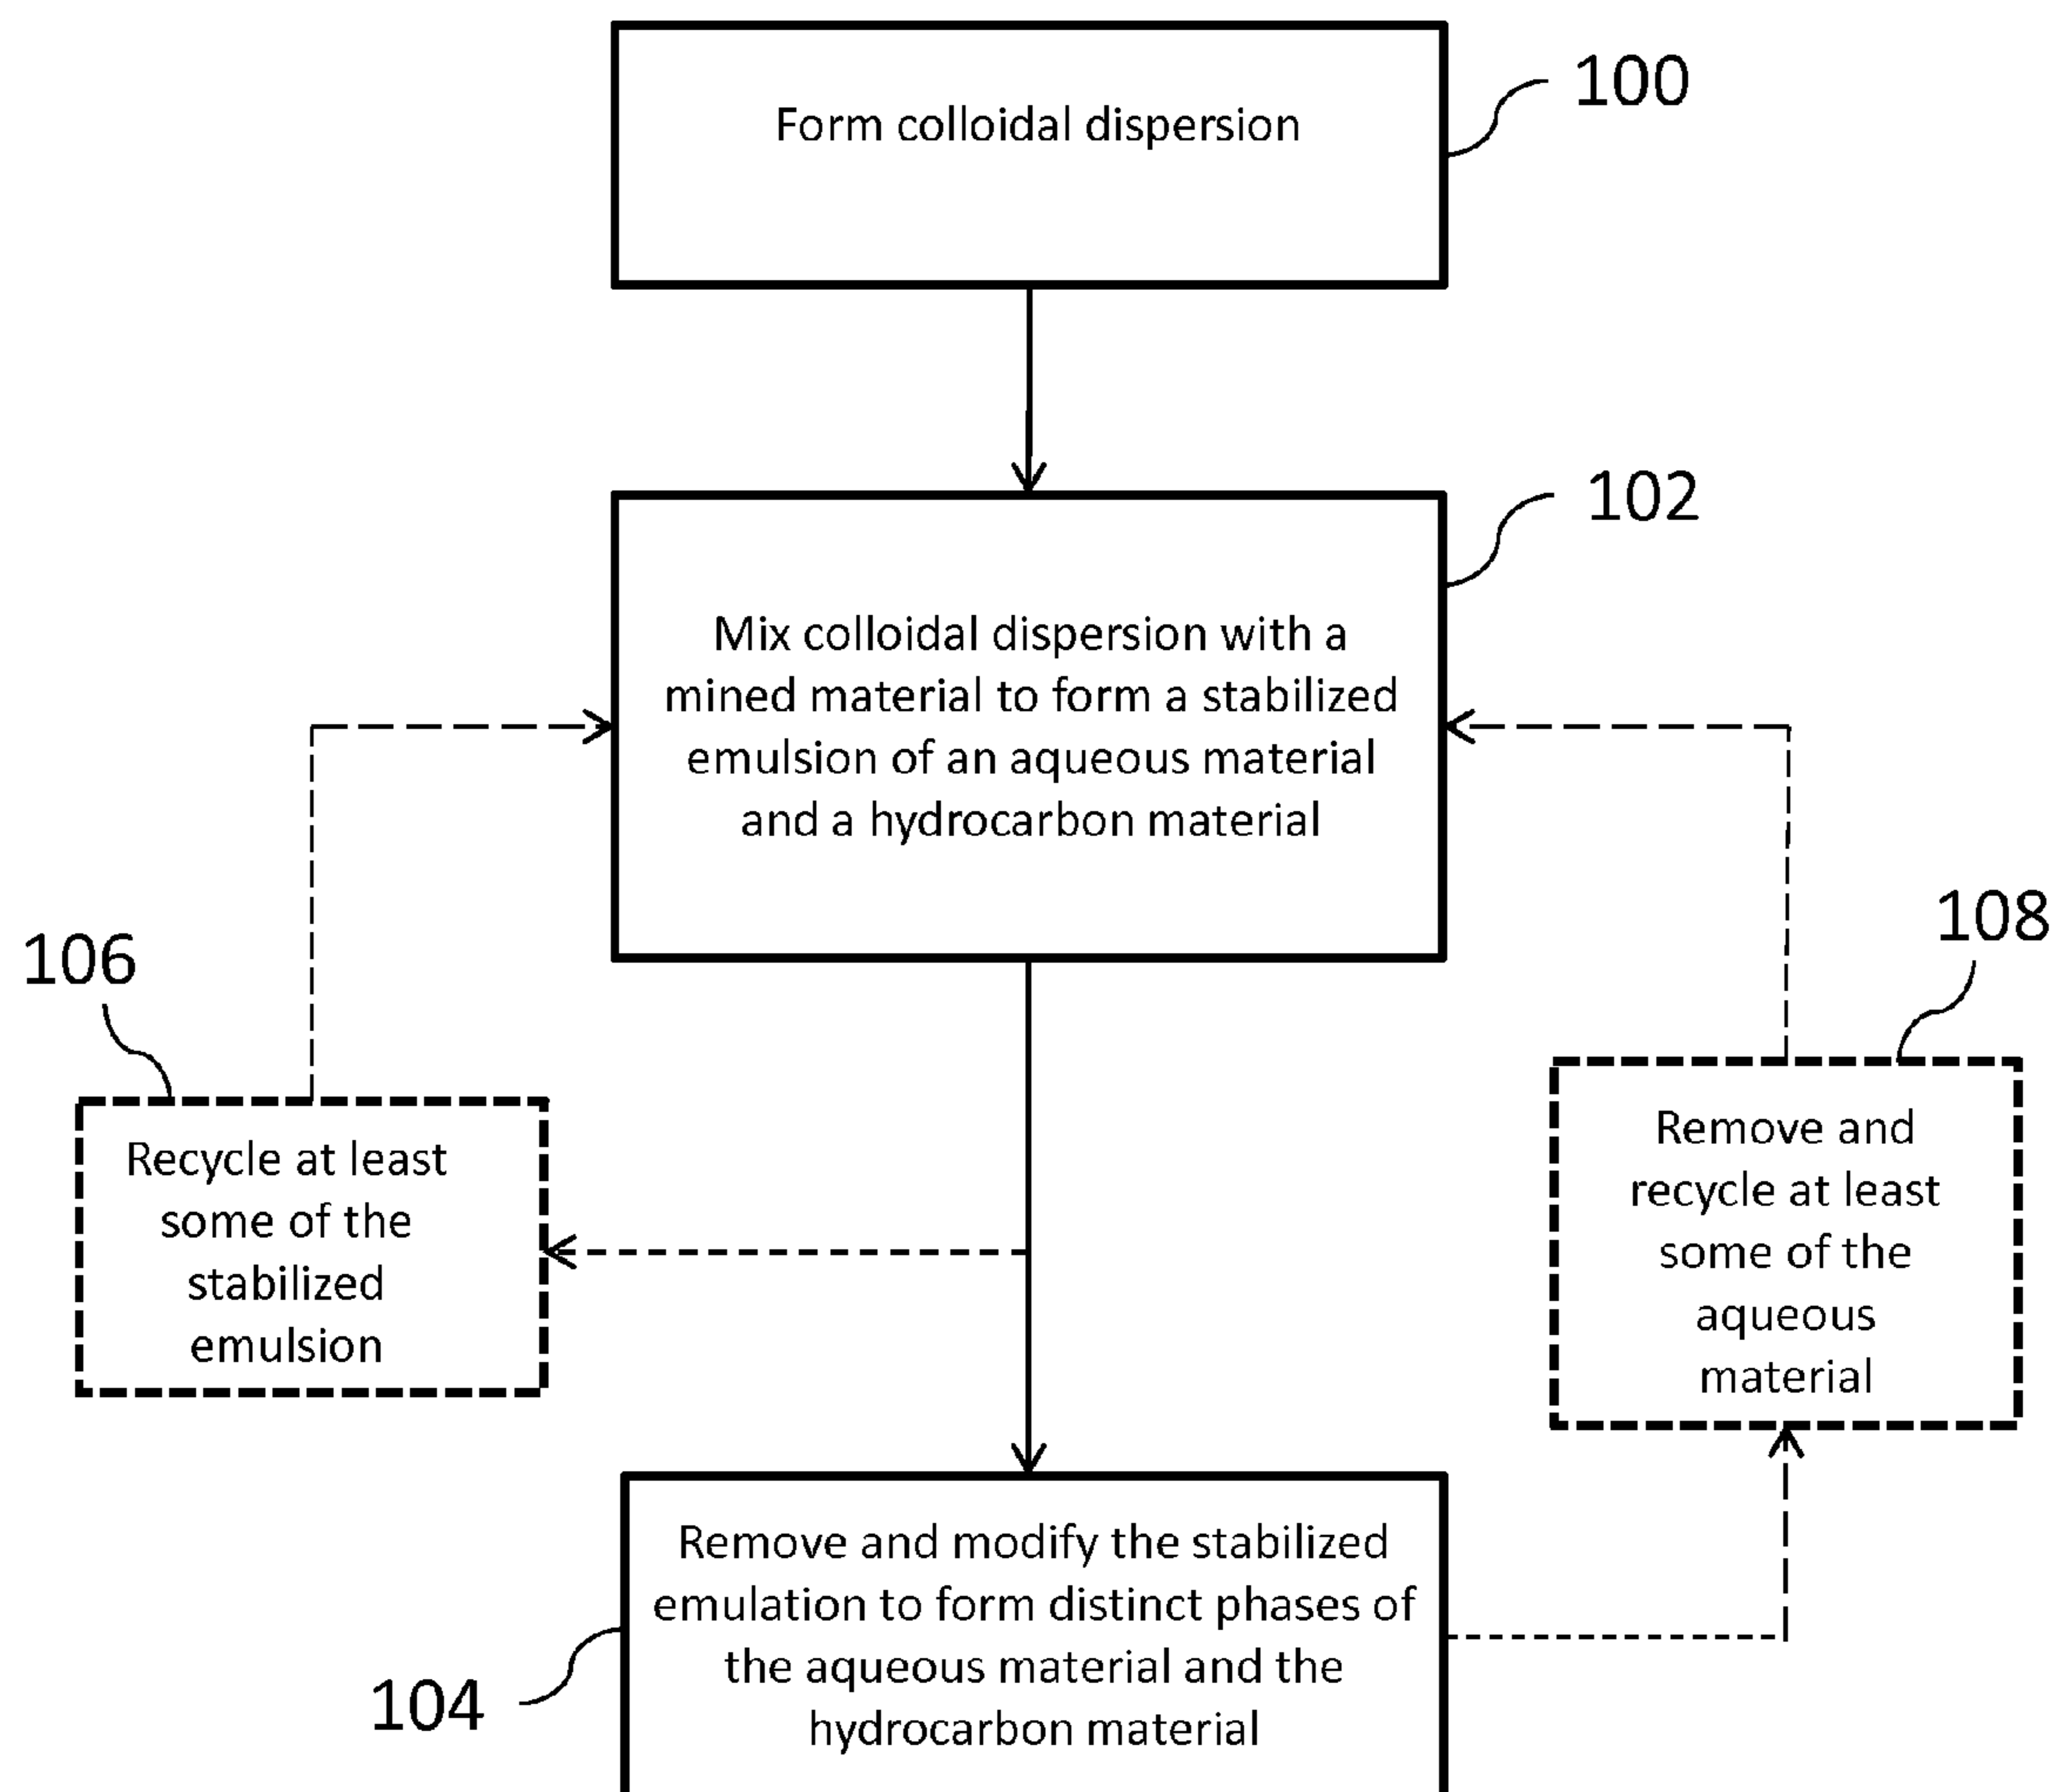 Form colloidal dispersion
100
Mix colloidal dispersion with a
mined material to form a stabilized
emulsion of an aqueous material
and a hydrocarbon material
102
106
Recycle at least
some of the
stabilized
emulsion
108
Remove and
recycle at least
some of the
aqueous
material
Remove and modify the stabilized
emulation to form distinct phases of
the aqueous material and the
hydrocarbon material
104